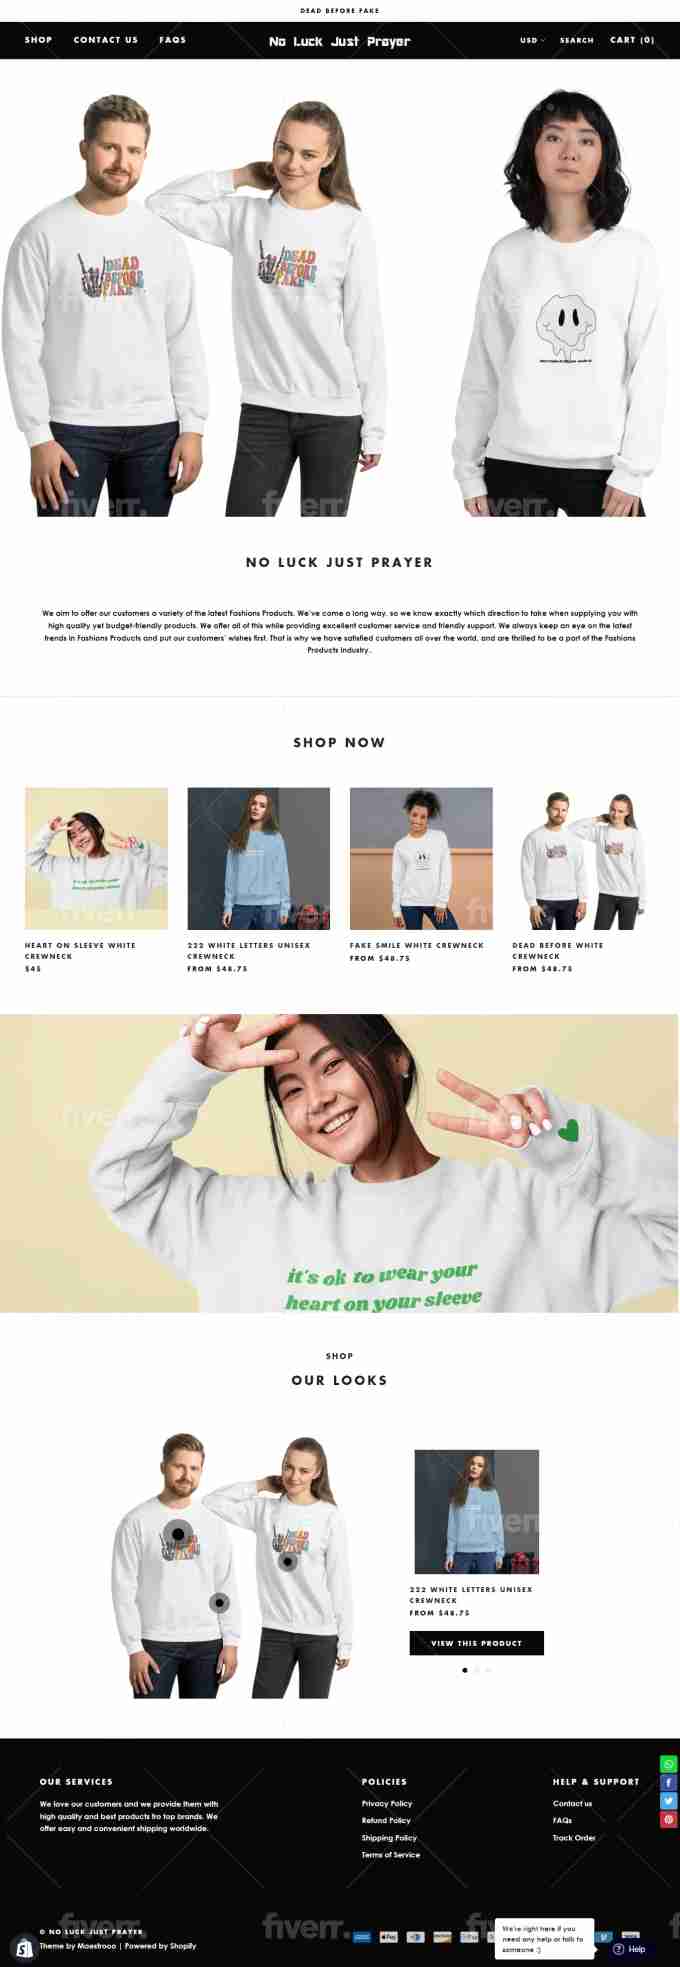 DEAD BEFORE FAKE
SHOP CONTACT US FAQS No Luck Just Prayer USD SEARCH CART (0)
DEAD
BEFORE
FAKE
DEAD
BEFORE
FAKE
fiverr.
fiverr.
NO LUCK JUST PRAYER
We aim to offer our customers a variety of the latest Fashions Products. We've come a long way, so we know exactly which direction to take when supplying you with
high quality yet budget-friendly products. We offer all of this while providing excellent customer service and friendly support. We always keep an eye on the latest
trends in Fashions Products and put our customers' wishes first. That is why we have satisfied customers all over the world, and are thrilled to be a part of the Fashions
Products Industry..
SHOP NOW
it's ok to wear your
heart on your sleeve
HEART ON SLEEVE WHITE
CREWNECK
$45
222 WHITE LETTERS UNISEX
CREWNECK
FROM $48.75
FAKE SMILE WHITE CREWNECK
FROM $48.75
DEAD BEFORE WHITE
CREWNECK
FROM $48.75
fiverr.
it's ok to wear your
heart on your sleeve
SHOP
OUR LOOKS
DEAD
fiverr
222 WHITE LETTERS UNISEX
CREWNECK
FROM $48.75
VIEW THIS PRODUCT
OUR SERVICES
We love our customers and we provide them with
high quality and best products fro top brands. We
offer easy and convenient shipping worldwide.
POLICIES
Privacy Policy
Refund Policy
Shipping Policy
Terms of Service
HELP & SUPPORT
Contact us
FAQs
Track Order
© NO LUCK JUST PRAYER
Theme by Maestrooo | Powered by Shopify
fiverr.
fiverr.
We're right here if you
need any help or talk to
someone :)
Help